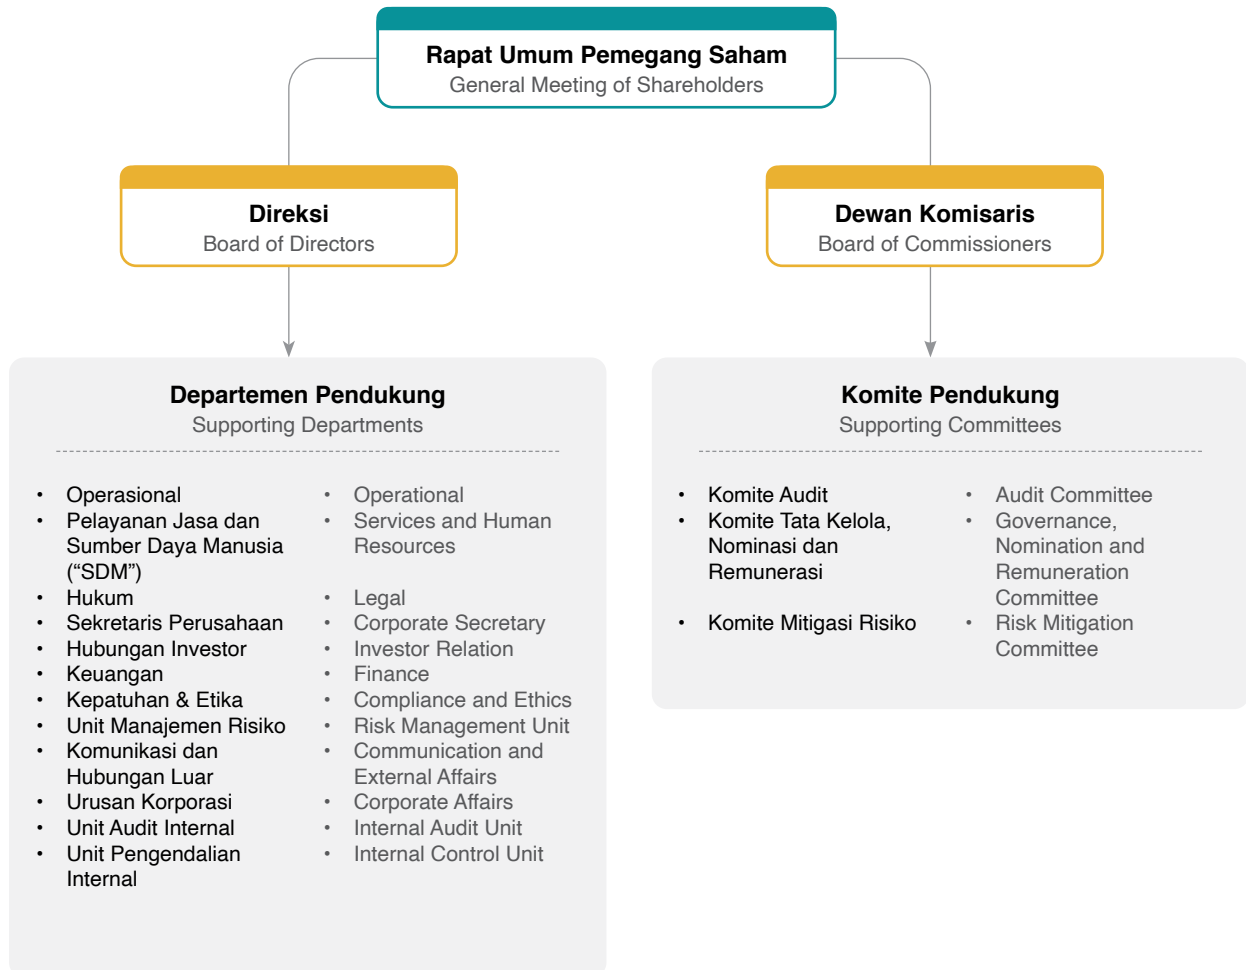 Rapat Umum Pemegang Saham
General Meeting of Shareholders
Direksi
Board of Directors
Dewan Komisaris
Board of Commissioners
Departemen Pendukung
Supporting Departments
• Operasional
• Pelayanan Jasa dan
Sumber Daya Manusia
(“SDM”)
• Hukum
• Sekretaris Perusahaan
• Hubungan Investor
• Keuangan
• Kepatuhan & Etika
• Unit Manajemen Risiko
• Komunikasi dan
Hubungan Luar
• Urusan Korporasi
• Unit Audit Internal
• Unit Pengendalian
Internal
• Operational
• Services and Human
Resources
• Legal
• Corporate Secretary
• Investor Relation
• Finance
• Compliance and Ethics
• Risk Management Unit
• Communication and
External Affairs
• Corporate Affairs
• Internal Audit Unit
• Internal Control Unit
Komite Pendukung
Supporting Committees
• Komite Audit
• Komite Tata Kelola,
Nominasi dan
Remunerasi
• Komite Mitigasi Risiko
• Audit Committee
• Governance,
Nomination and
Remuneration
Committee
• Risk Mitigation
Committee